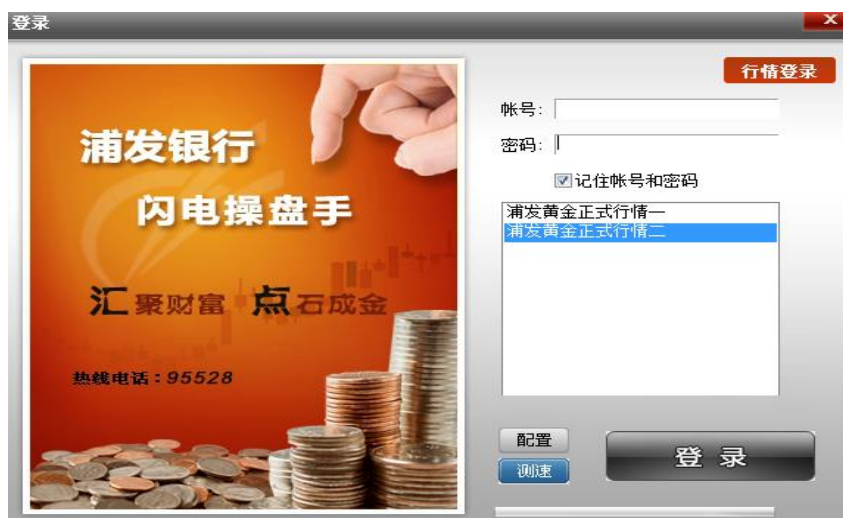 登录
行情登录
浦发银行
闪电操盘手
汇聚财富 点石成金
热线电话：95528
帐号：
密码：
记住帐号和密码
浦发黄金正式行情一
浦发黄金正式行情二
配置
测速
登录